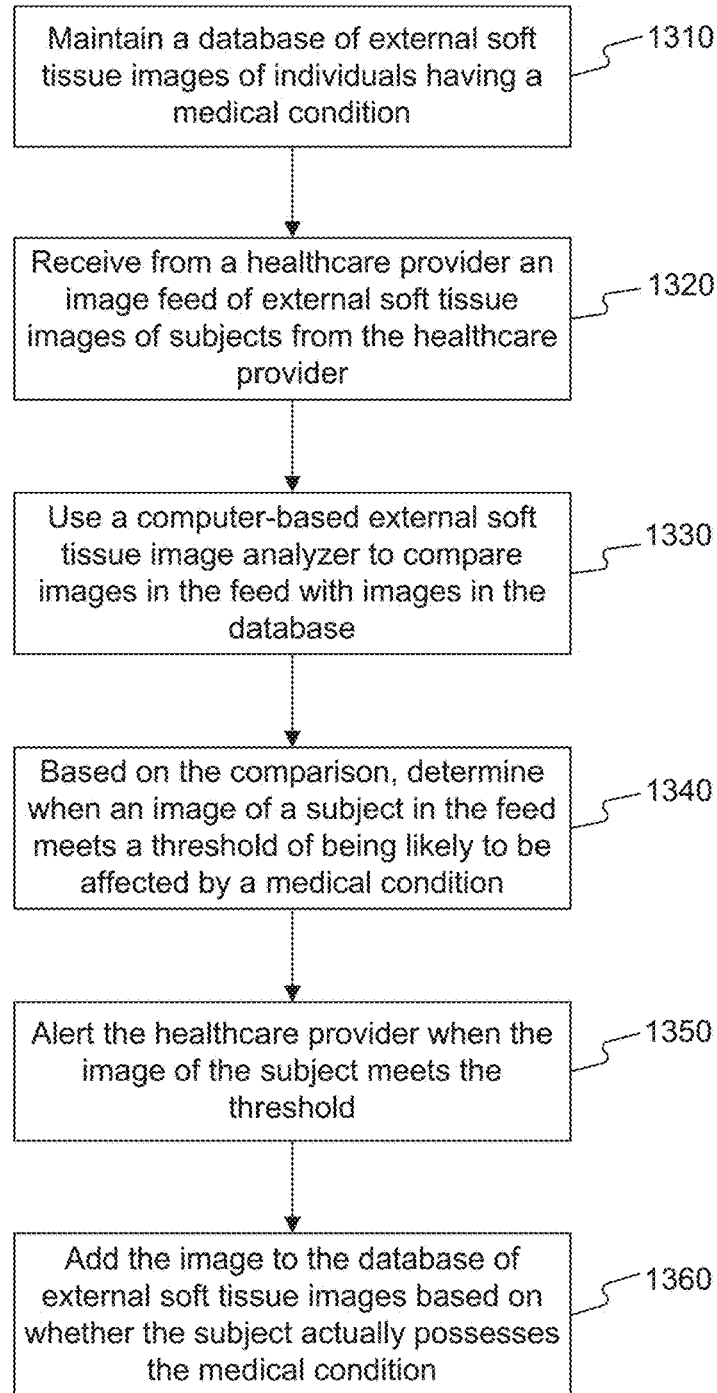 Maintain a database of external soft
tissue images of individuals having a
medical condition
1310
Receive from a healthcare provider an
image feed of external soft tissue
images of subjects from the healthcare
provider
1320
Use a computer-based external soft
tissue image analyzer to compare
images in the feed with images in the
database
1330
Based on the comparison, determine
when an image of a subject in the feed
meets a threshold of being likely to be
affected by a medical condition
1340
Alert the healthcare provider when the
image of the subject meets the
threshold
1350
Add the image to the database of
external soft tissue images based on
whether the subject actually possesses
the medical condition
1360